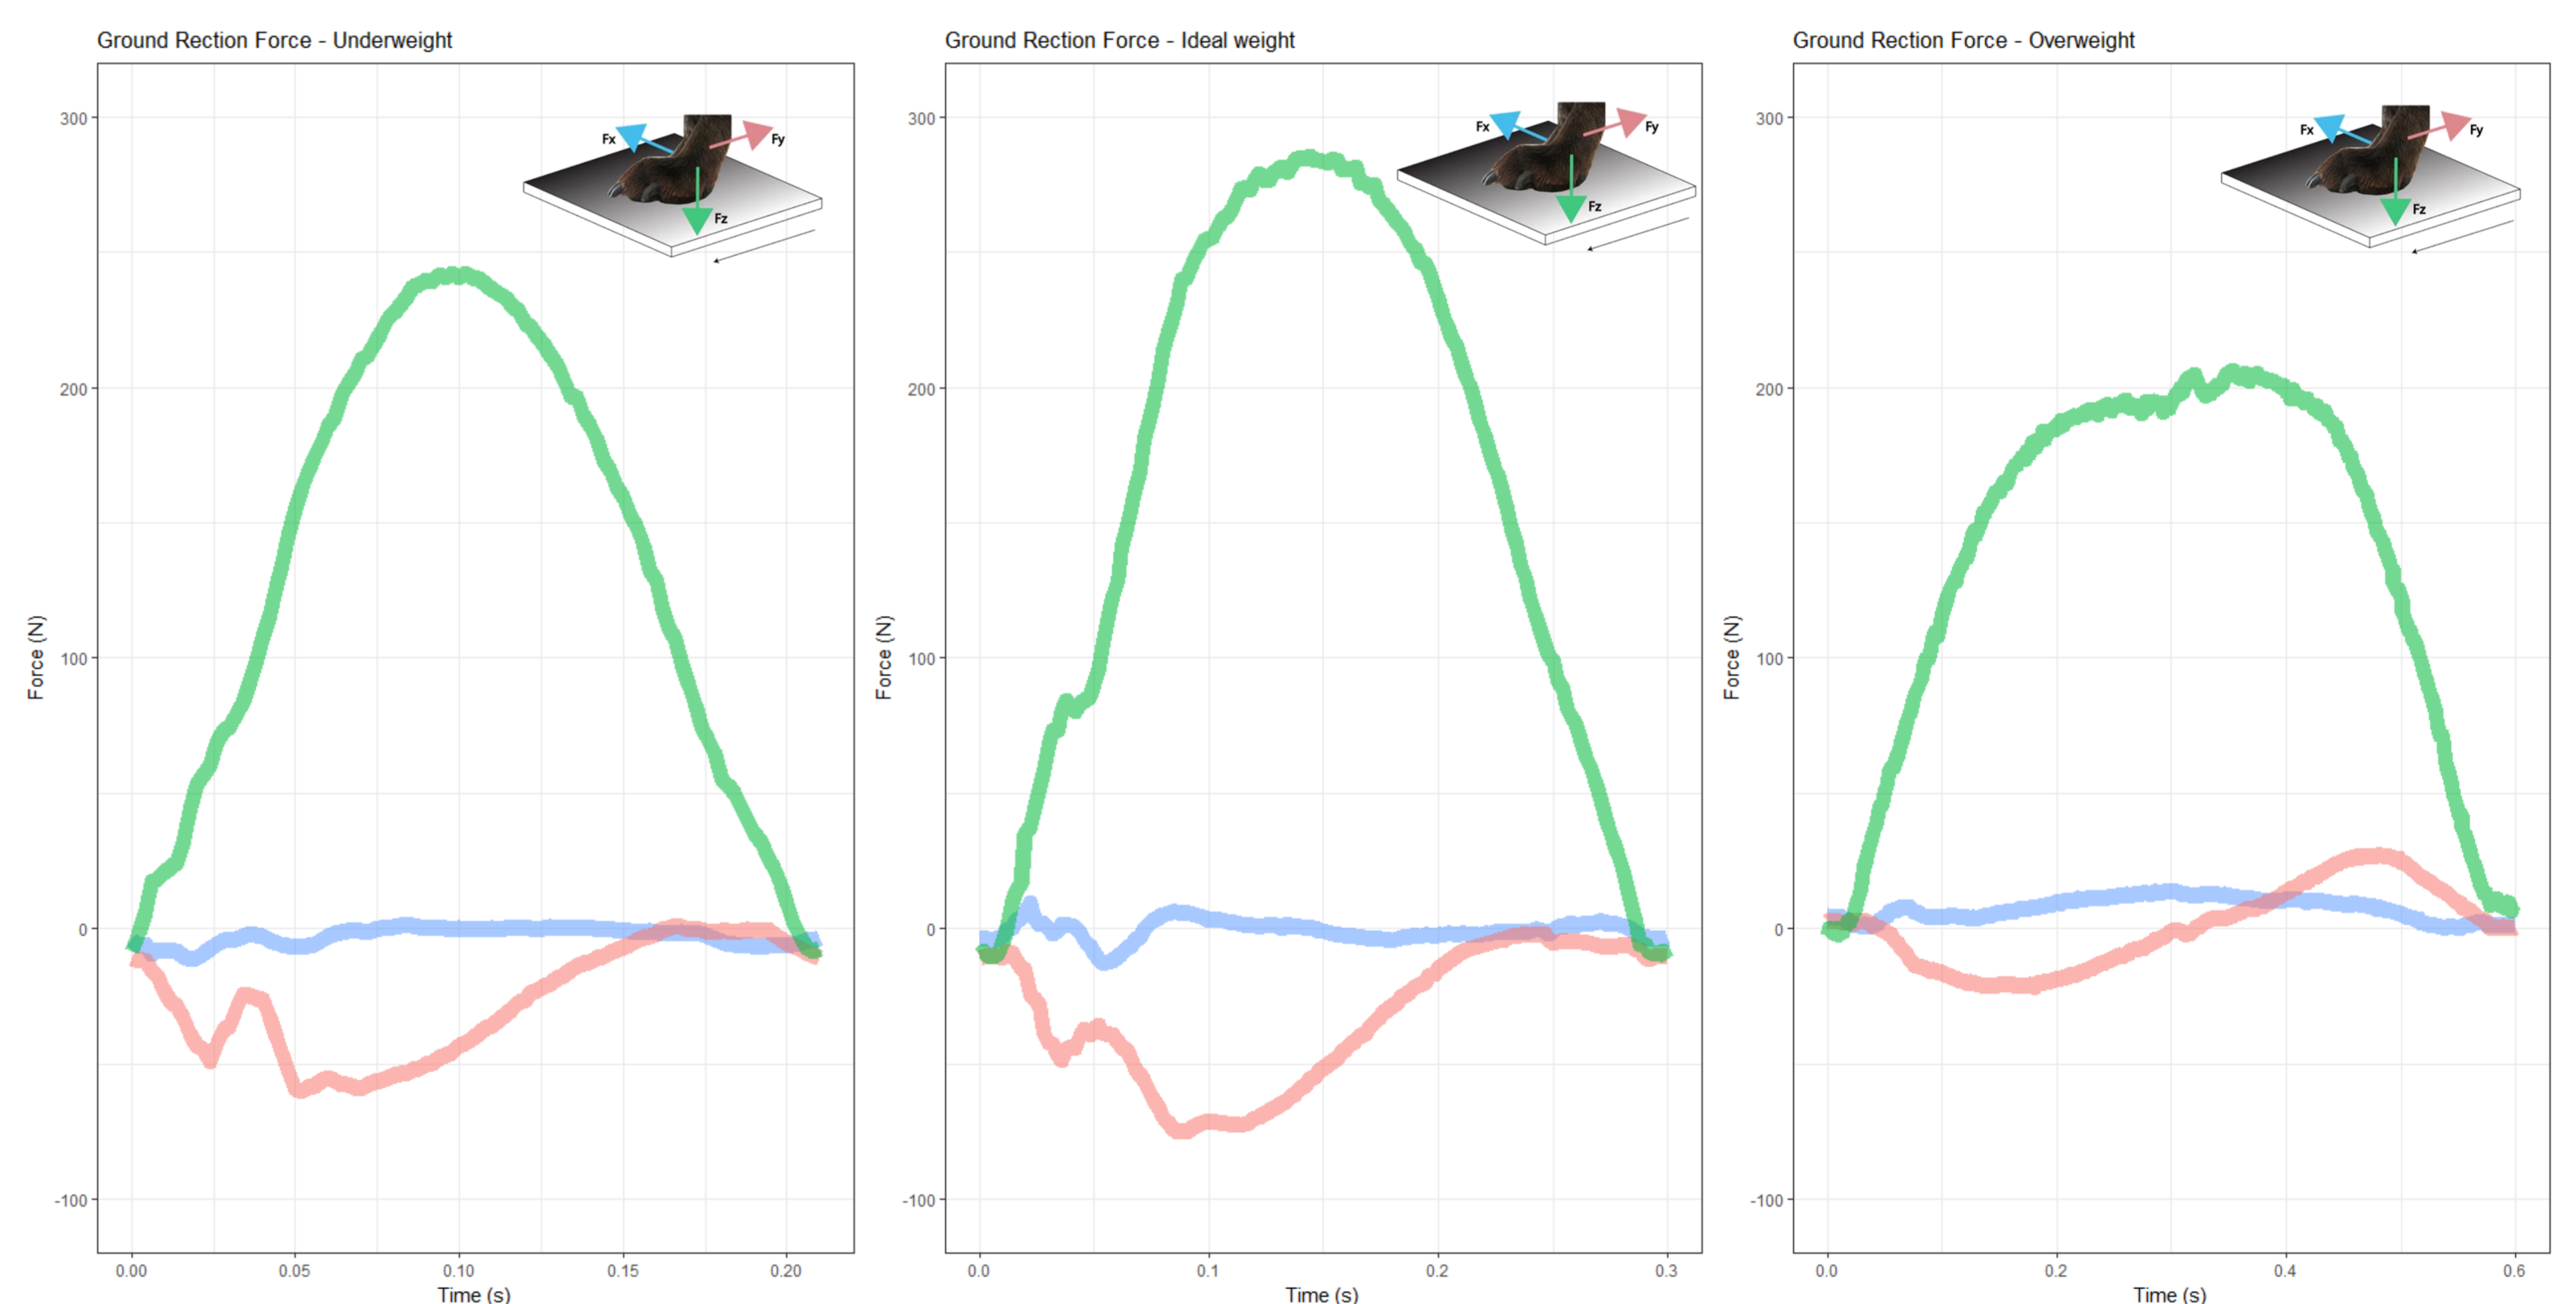 Ground Rection Force - Underweight
300
200
100
0
-100
Force (N)
Fx
Fy
Fz
0.00
0.05
0.10
0.15
0.20
Time (s)
Ground Rection Force - Ideal weight
300
200
100
0
-100
Force (N)
Fx
Fy
Fz
0.0
0.1
0.2
0.3
Time (s)
Ground Rection Force - Overweight
300
200
100
0
-100
Force (N)
Fx
Fy
Fz
0.0
0.2
0.4
0.6
Time (s)